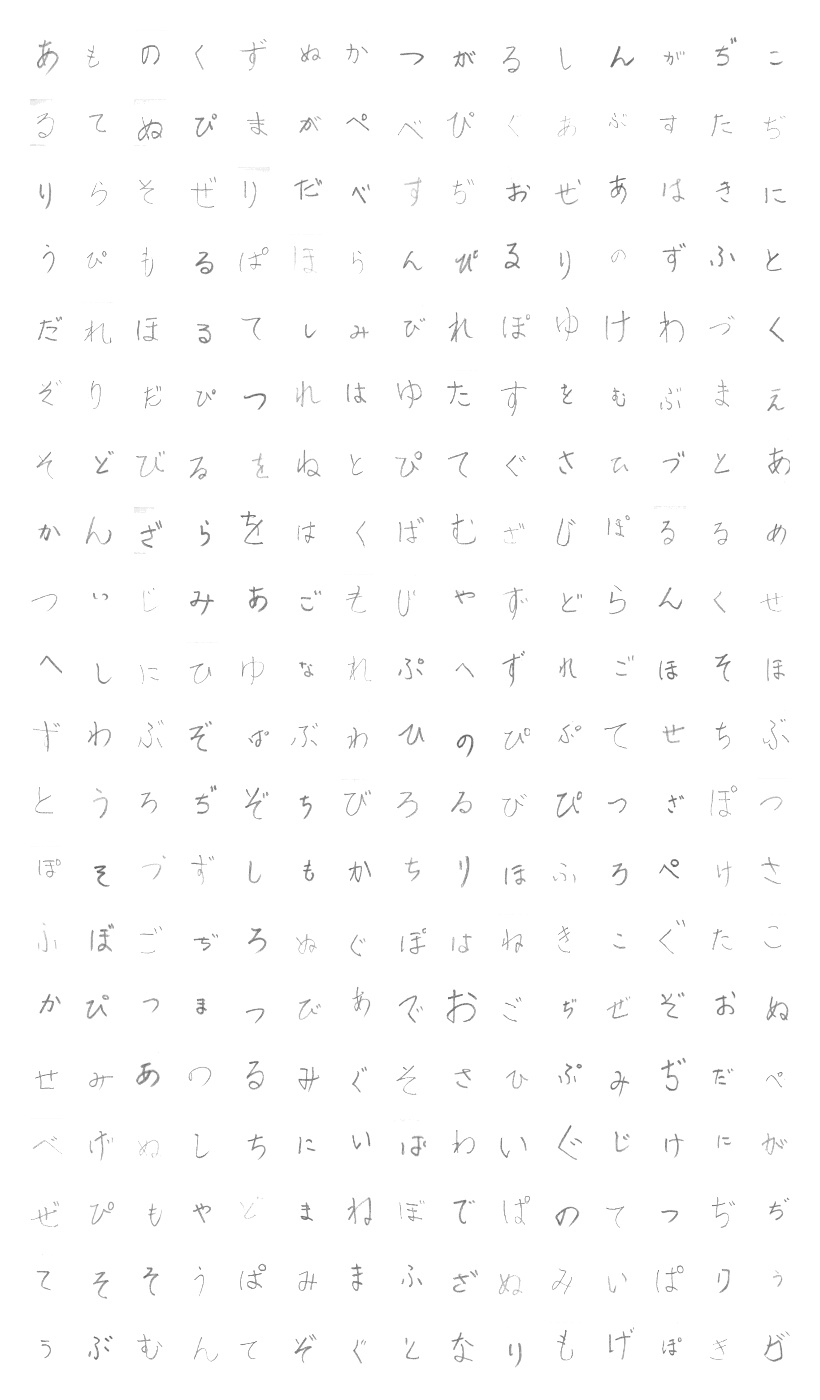 あものくずぬかつがるしんがぢこ
るてぬぴまがぺべぴぐあぶすたぢ
りらそぜりだべすぢおぜあはきに
うぴもるぱほらんぴるりのずふと
だれほるてしみびれぽゆけわづく
ぞりだぴつれはゆたすをむぶまえ
そどびるをねとぴてぐさひづとあ
かんざらをはくばむざじぽるるめ
ついじみあごもびやずどらんくせ
へしにひゆなれぷへずれごほそほ
ずわぶぞぱぶわひのぴぷてせちぶ
とうろぢぞちびろるびぴつざぽつ
ぽそづずしもかちりほふろぺけさ
ふぼごぢろぬぐぽはねきこぐたこ
かぴつまつびあでおごぢぜぞおぬ
せみあつるみぐそさひぷみぢだぺ
べげぬしちにいばわいぐじけにが
ぜぴもやどまねぼでぱのてつぢぢ
てそそうぱみまふざぬみいぱりう
うぶむんてぞぐとなりもげぽきど